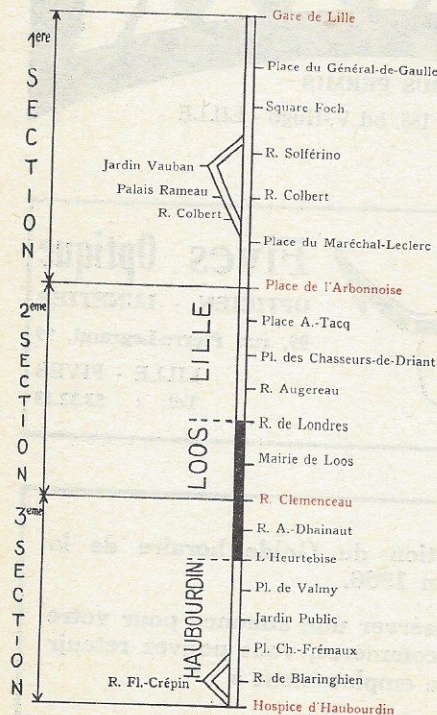 1ere SECTION
Gare de Lille
Place du Général-de-Gaulle
Square Foch
R. Solférino
Jardin Vauban
Palais Rameau
R. Colbert
R. Colbert
Place du Maréchal-Leclerc
Place de l'Arbonnoise
2ème SECTION
LILLE
Place A.-Tacq
Pl. des Chasseurs-de-Driant
R. Augereau
R. de Londres
LOOS
Mairie de Loos
R. Clemenceau
3eme SECTION
R. A.-Dhainaut
L'Heurtebise
HAUBOURDIN
Pl. de Valmy
Jardin Public
Pl. Ch.-Frémaux
R. Fl.-Crépin
R. de Blaringhien
Hospice d'Haubourdin